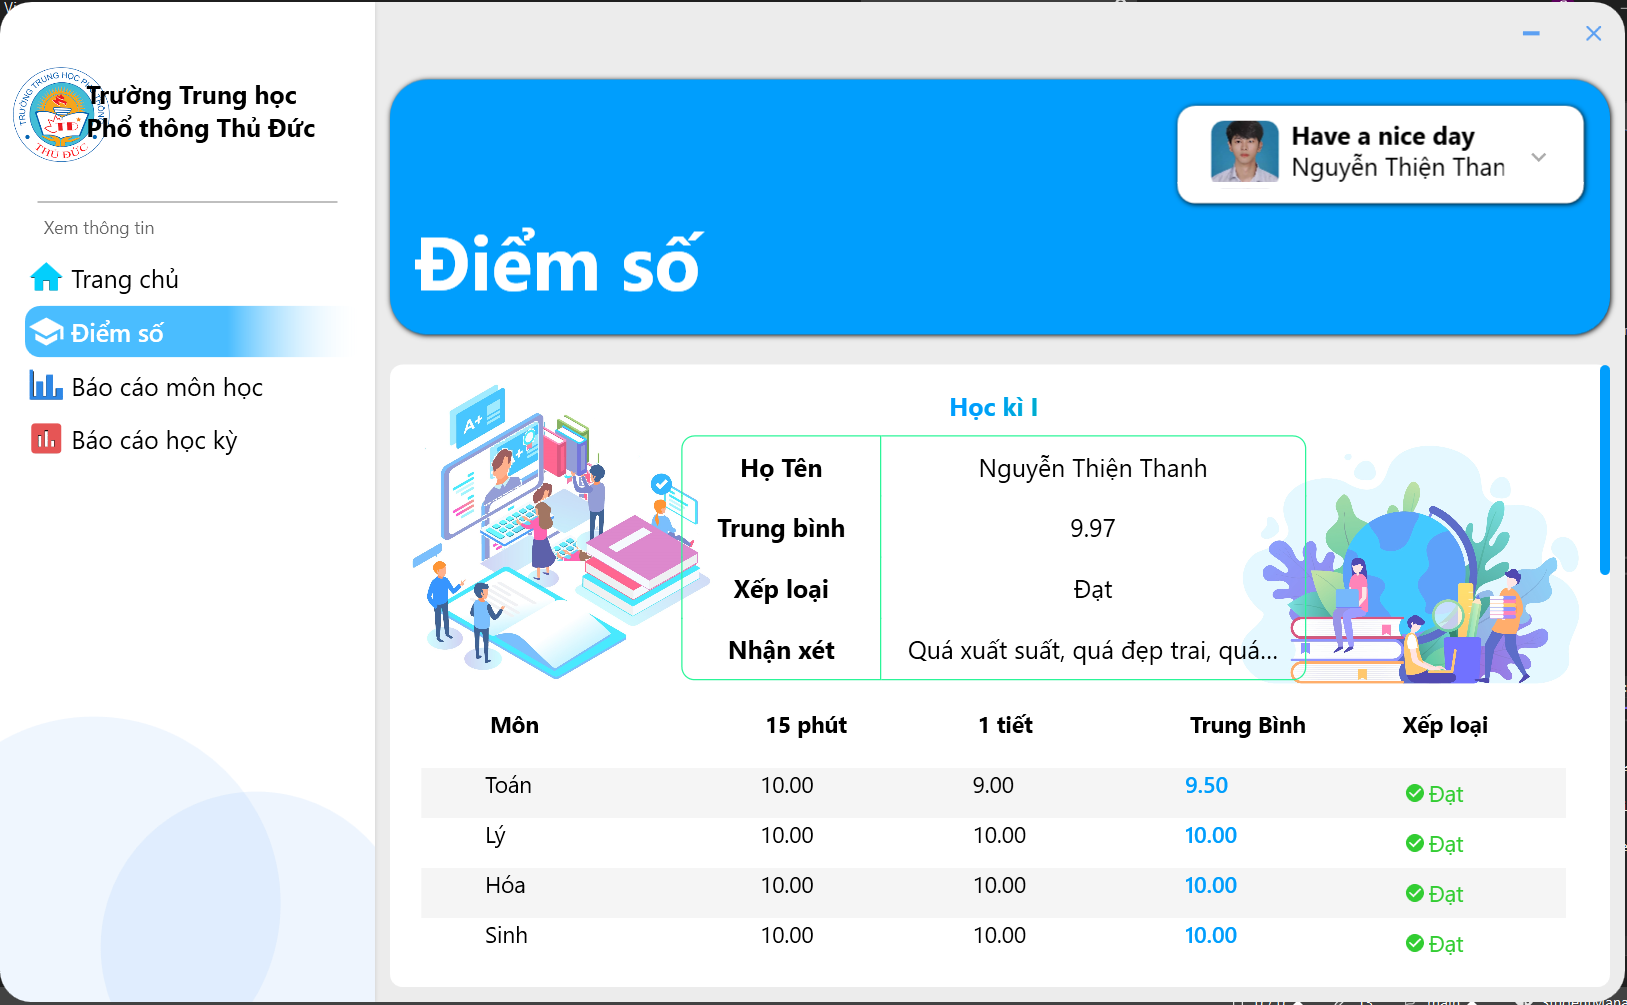 TRƯỜNG TRUNG HỌC PHỔ THÔNG
THỦ ĐỨC
Trường Trung học
Phổ thông Thủ Đức
Xem thông tin
Trang chủ
Điểm số
Báo cáo môn học
Báo cáo học kỳ
Have a nice day
Nguyễn Thiện Than
Điểm số
A+
Học kì I
Họ Tên Nguyễn Thiện Thanh
Trung bình 9.97
Xếp loại Đạt
Nhận xét Quá xuất suất, quá đẹp trai, quá...
Môn 15 phút 1 tiết Trung Bình Xếp loại
Toán 10.00 9.00 9.50 Đạt
Lý 10.00 10.00 10.00 Đạt
Hóa 10.00 10.00 10.00 Đạt
Sinh 10.00 10.00 10.00 Đạt